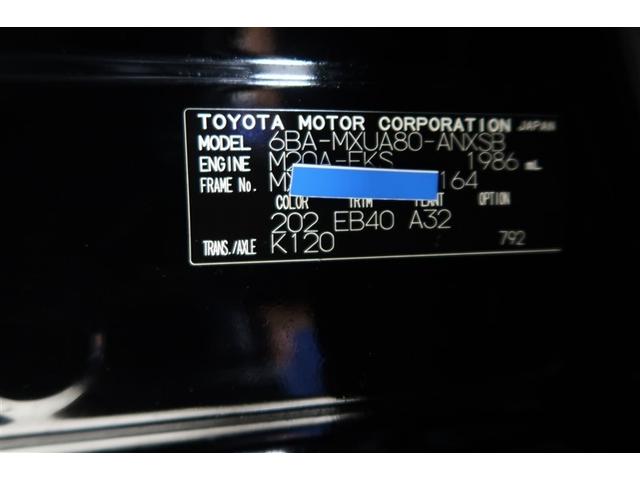 TOYOTA MOTOR CORPORATION JAPAN
MODEL 6BA-MXUA80-ANXSB
ENGINE M20A-FKS 1986 mL
FRAME No. MX 164
COLOR TRIM PLANT OPTION
202 EB40 A32
TRANS./AXLE K120 792